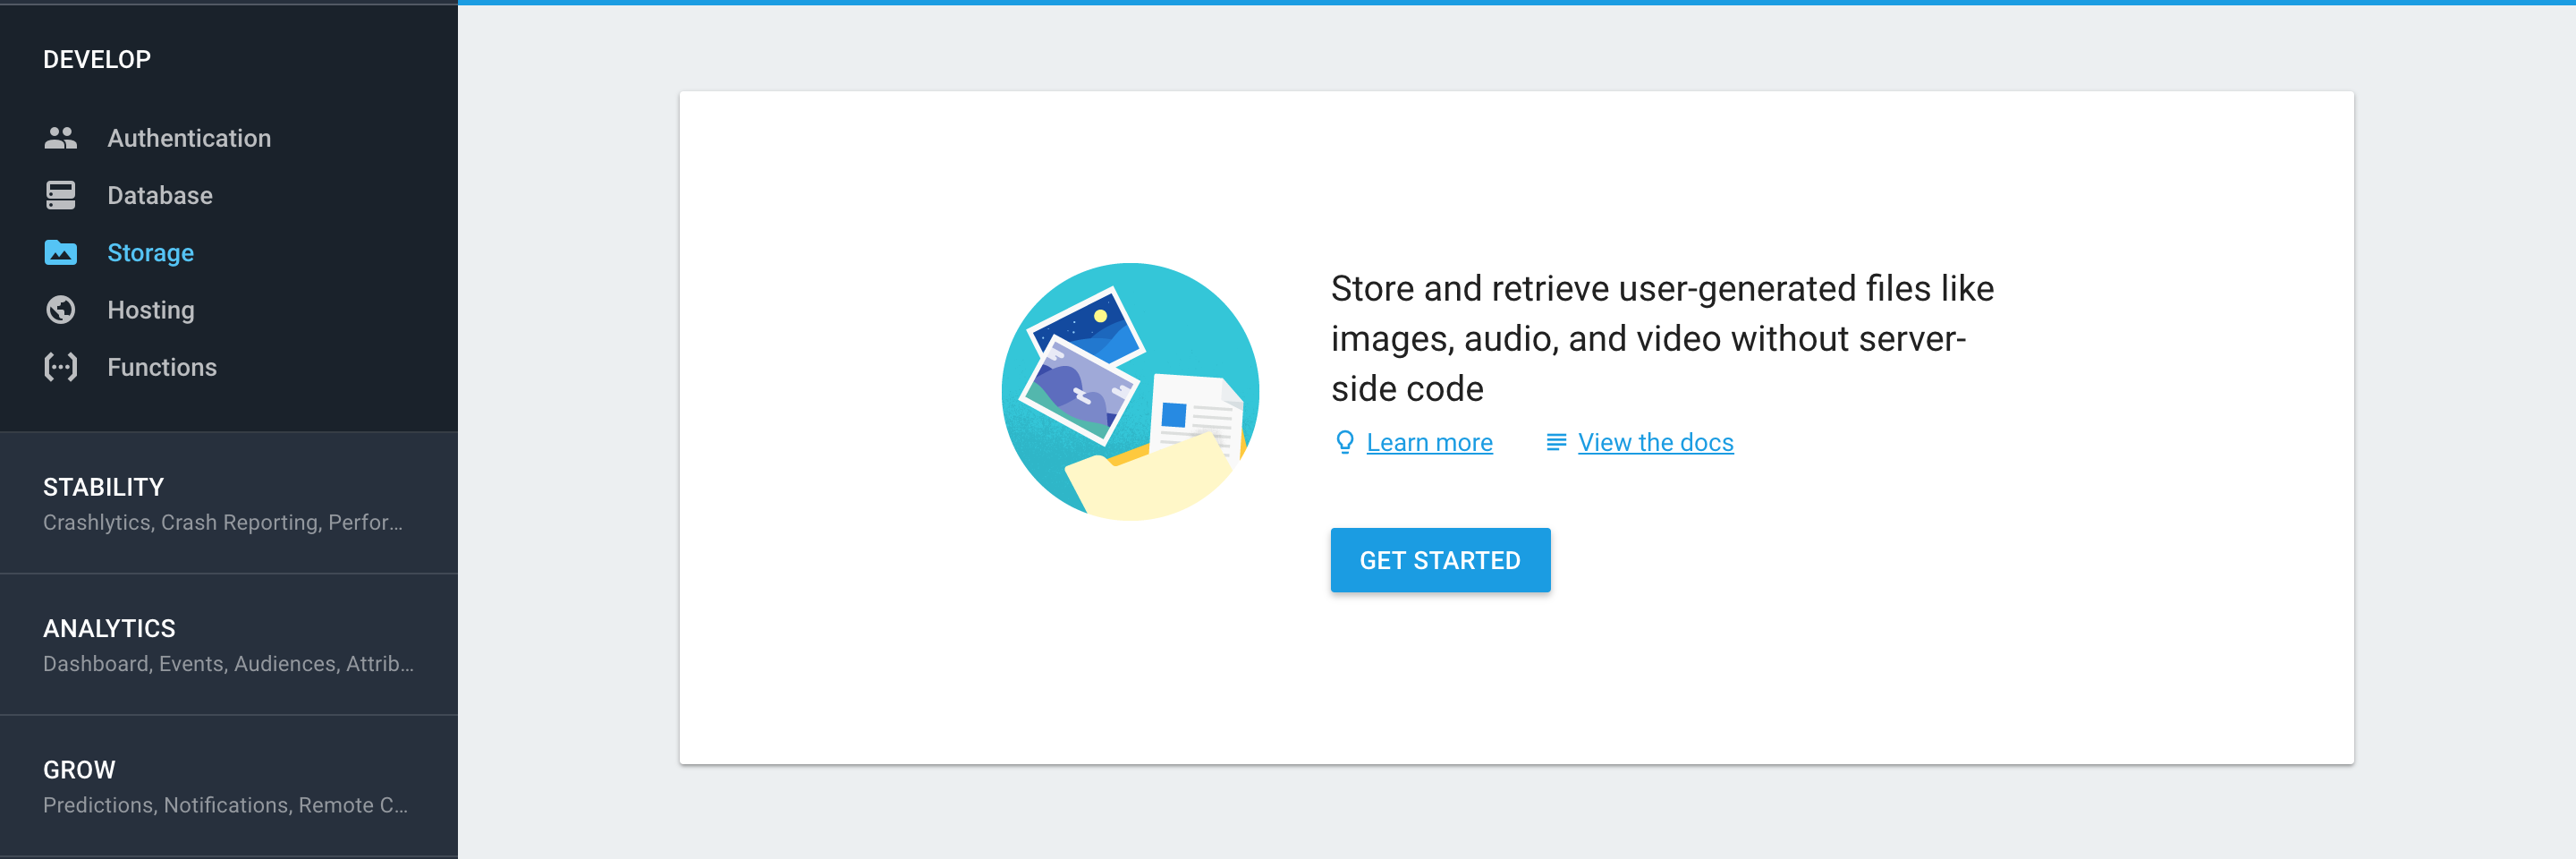 DEVELOP
Authentication
Database
Storage
Hosting
Functions
STABILITY
Crashlytics, Crash Reporting, Perfor...
ANALYTICS
Dashboard, Events, Audiences, Attrib...
GROW
Predictions, Notifications, Remote C...
Store and retrieve user-generated files like
images, audio, and video without server-
side code
Learn more
View the docs
GET STARTED